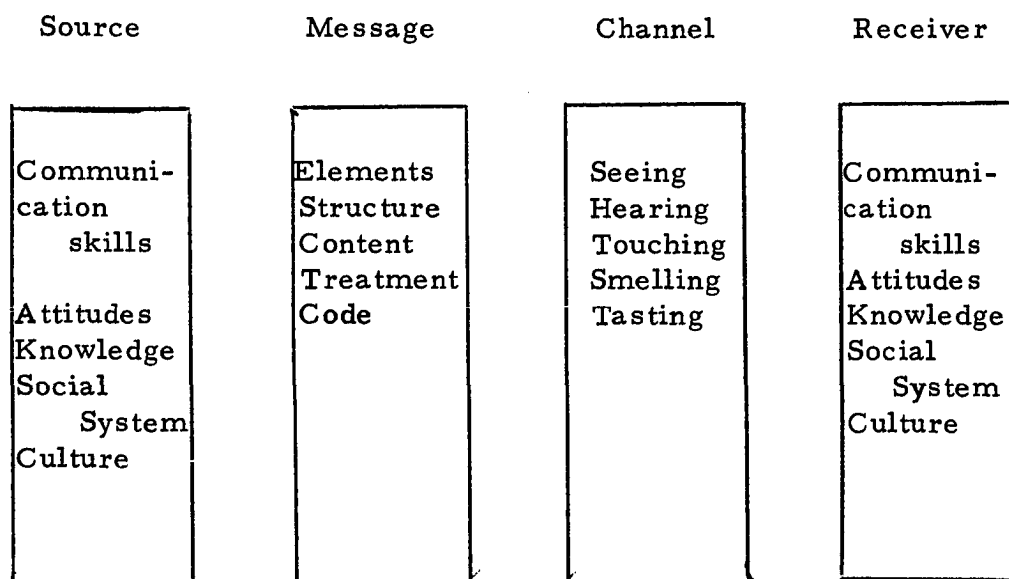 Source Message Channel Receiver
Communi-
cation
skills
Attitudes
Knowledge
Social
System
Culture
Elements
Structure
Content
Treatment
Code
Seeing
Hearing
Touching
Smelling
Tasting
Communi-
cation
skills
Attitudes
Knowledge
Social
System
Culture